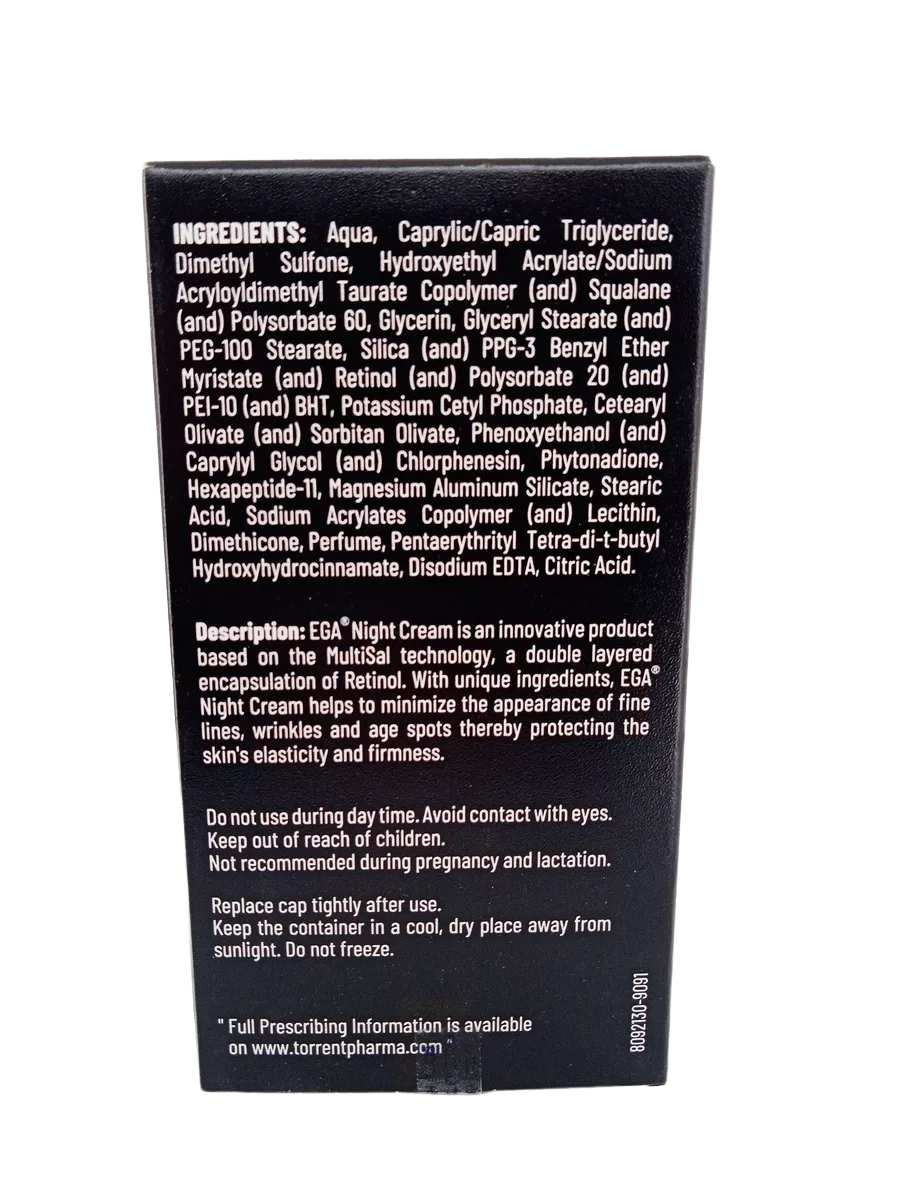 INGREDIENTS: Aqua, Caprylic/Capric Triglyceride,
Dimethyl Sulfone, Hydroxyethyl Acrylate/Sodium
Acryloyldimethyl Taurate Copolymer (and) Squalane
(and) Polysorbate 60, Glycerin, Glyceryl Stearate (and)
PEG-100 Stearate, Silica (and) PPG-3 Benzyl Ether
Myristate (and) Retinol (and) Polysorbate 20 (and)
PEI-10 (and) BHT, Potassium Cetyl Phosphate, Cetearyl
Olivate (and) Sorbitan Olivate, Phenoxyethanol (and)
Caprylyl Glycol (and) Chlorphenesin, Phytonadione,
Hexapeptide-11, Magnesium Aluminum Silicate, Stearic
Acid, Sodium Acrylates Copolymer (and) Lecithin,
Dimethicone, Perfume, Pentaerythrityl Tetra-di-t-butyl
Hydroxyhydrocinnamate, Disodium EDTA, Citric Acid.
Description: EGA® Night Cream is an innovative product
based on the MultiSal technology, a double layered
encapsulation of Retinol. With unique ingredients, EGA®
Night Cream helps to minimize the appearance of fine
lines, wrinkles and age spots thereby protecting the
skin's elasticity and firmness.
Do not use during day time. Avoid contact with eyes.
Keep out of reach of children.
Not recommended during pregnancy and lactation.
Replace cap tightly after use.
Keep the container in a cool, dry place away from
sunlight. Do not freeze.
" Full Prescribing Information is available
on www.torrentpharma.com "
8092130-9091